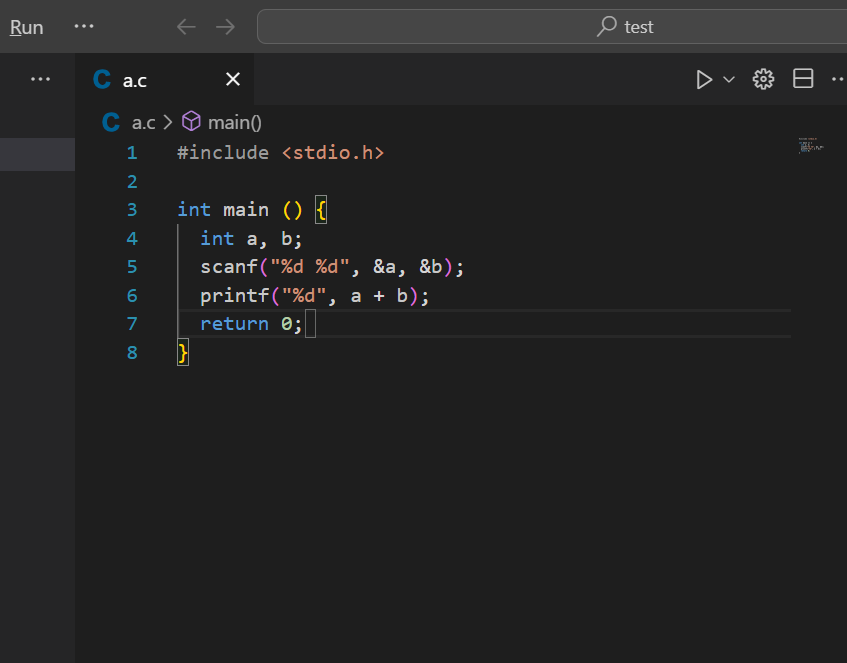 Run ···
test
···
C a.c
C a.c > main()
1 #include <stdio.h>
2
3 int main () {
4   int a, b;
5   scanf("%d %d", &a, &b);
6   printf("%d", a + b);
7   return 0;
8 }